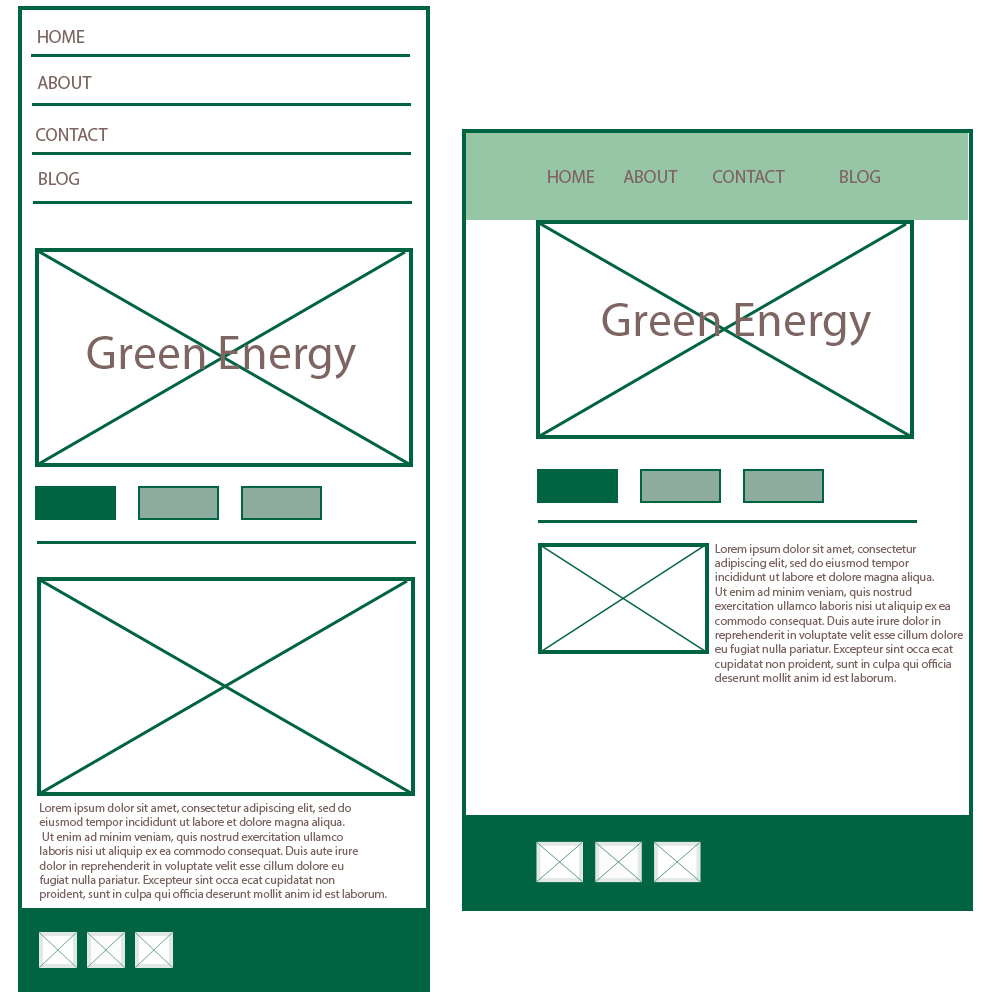 HOME
ABOUT
CONTACT
BLOG
Green Energy
Lorem ipsum dolor sit amet, consectetur adipiscing elit, sed do
eiusmod tempor incididunt ut labore et dolore magna aliqua.
Ut enim ad minim veniam, quis nostrud exercitation ullamco
laboris nisi ut aliquip ex ea commodo consequat. Duis aute irure
dolor in reprehenderit in voluptate velit esse cillum dolore eu
fugiat nulla pariatur. Excepteur sint occa ecat cupidatat non
proident, sunt in culpa qui officia deserunt mollit anim id est laborum.
HOME ABOUT CONTACT BLOG
Green Energy
Lorem ipsum dolor sit amet, consectetur
adipiscing elit, sed do eiusmod tempor
incididunt ut labore et dolore magna aliqua.
Ut enim ad minim veniam, quis nostrud
exercitation ullamco laboris nisi ut aliquip ex ea
commodo consequat. Duis aute irure dolor in
reprehenderit in voluptate velit esse cillum dolore
eu fugiat nulla pariatur. Excepteur sint occa ecat
cupidatat non proident, sunt in culpa qui officia
deserunt mollit anim id est laborum.